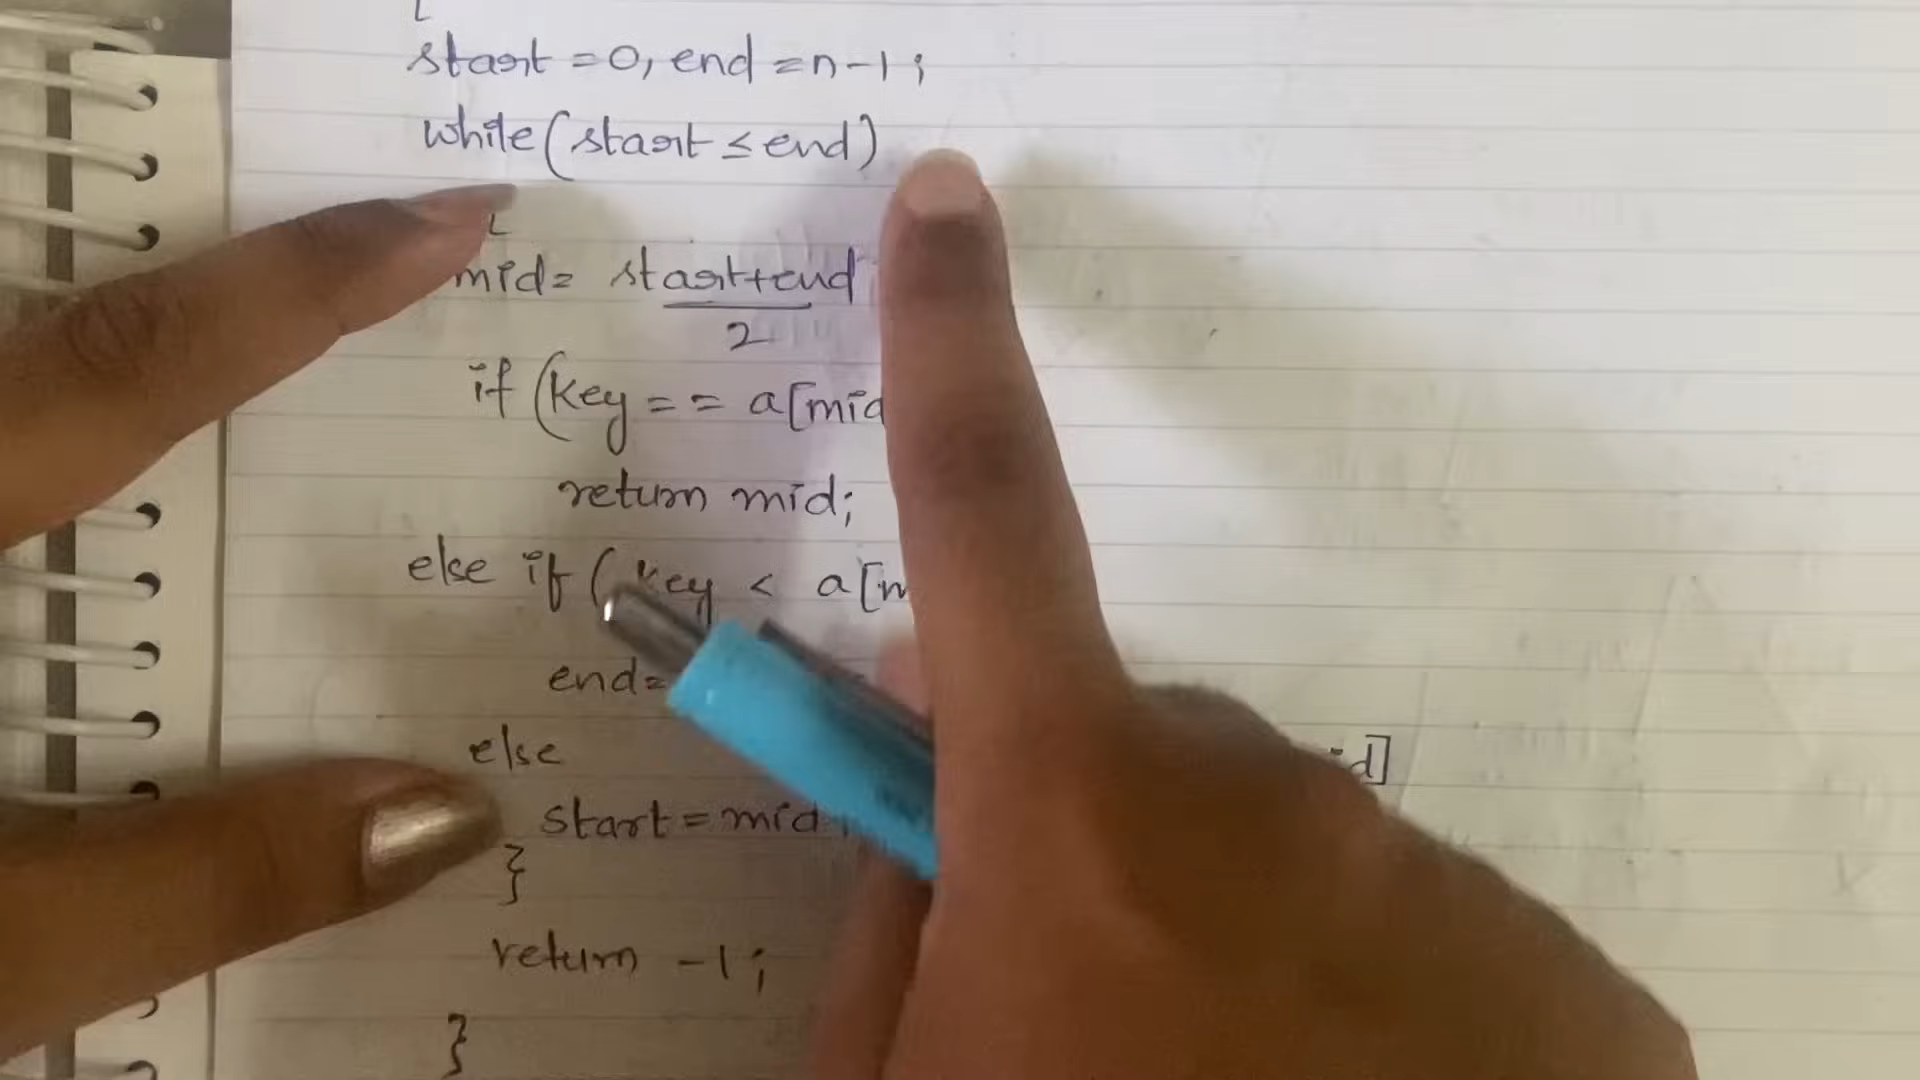 {
start = 0, end = n-1;
while (start ≤ end)
{
mid = start+end
2
if (key == a[mid
return mid;
else if (key < a[m
end=
else
id]
start = mid
}
return -1;
}